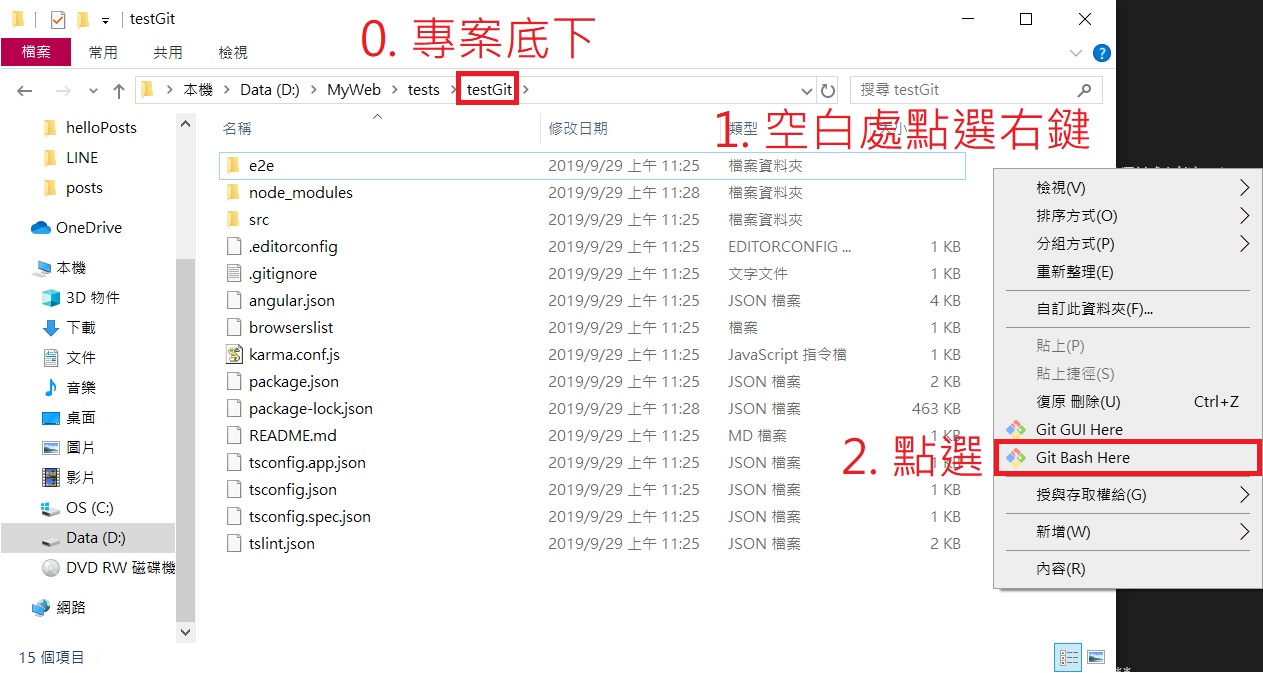 testGit
0. 專案底下
檔案 常用 共用 檢視
本機 Data (D:) MyWeb tests testGit
搜尋 testGit
1. 空白處點選右鍵
helloPosts
LINE
posts
OneDrive
本機
3D 物件
下載
文件
音樂
桌面
圖片
影片
OS (C:)
Data (D:)
DVD RW 磁碟機
網路
名稱 修改日期 類型 大小
e2e 2019/9/29 上午 11:25 檔案資料夾
node_modules 2019/9/29 上午 11:28 檔案資料夾
src 2019/9/29 上午 11:25 檔案資料夾
.editorconfig 2019/9/29 上午 11:25 EDITORCONFIG ... 1 KB
.gitignore 2019/9/29 上午 11:25 文字文件 1 KB
angular.json 2019/9/29 上午 11:25 JSON 檔案 4 KB
browserslist 2019/9/29 上午 11:25 檔案 1 KB
karma.conf.js 2019/9/29 上午 11:25 JavaScript 指令檔 1 KB
package.json 2019/9/29 上午 11:25 JSON 檔案 2 KB
package-lock.json 2019/9/29 上午 11:28 JSON 檔案 463 KB
README.md 2019/9/29 上午 11:25 MD 檔案 1 KB
tsconfig.app.json 2019/9/29 上午 11:25 JSON 檔案 1 KB
tsconfig.json 2019/9/29 上午 11:25 JSON 檔案 1 KB
tsconfig.spec.json 2019/9/29 上午 11:25 JSON 檔案 1 KB
tslint.json 2019/9/29 上午 11:25 JSON 檔案 2 KB
2. 點選
檢視(V)
排序方式(O)
分組方式(P)
重新整理(E)
自訂此資料夾(F)...
貼上(P)
貼上捷徑(S)
復原 刪除(U) Ctrl+Z
Git GUI Here
Git Bash Here
授與存取權給(G)
新增(W)
內容(R)
15 個項目